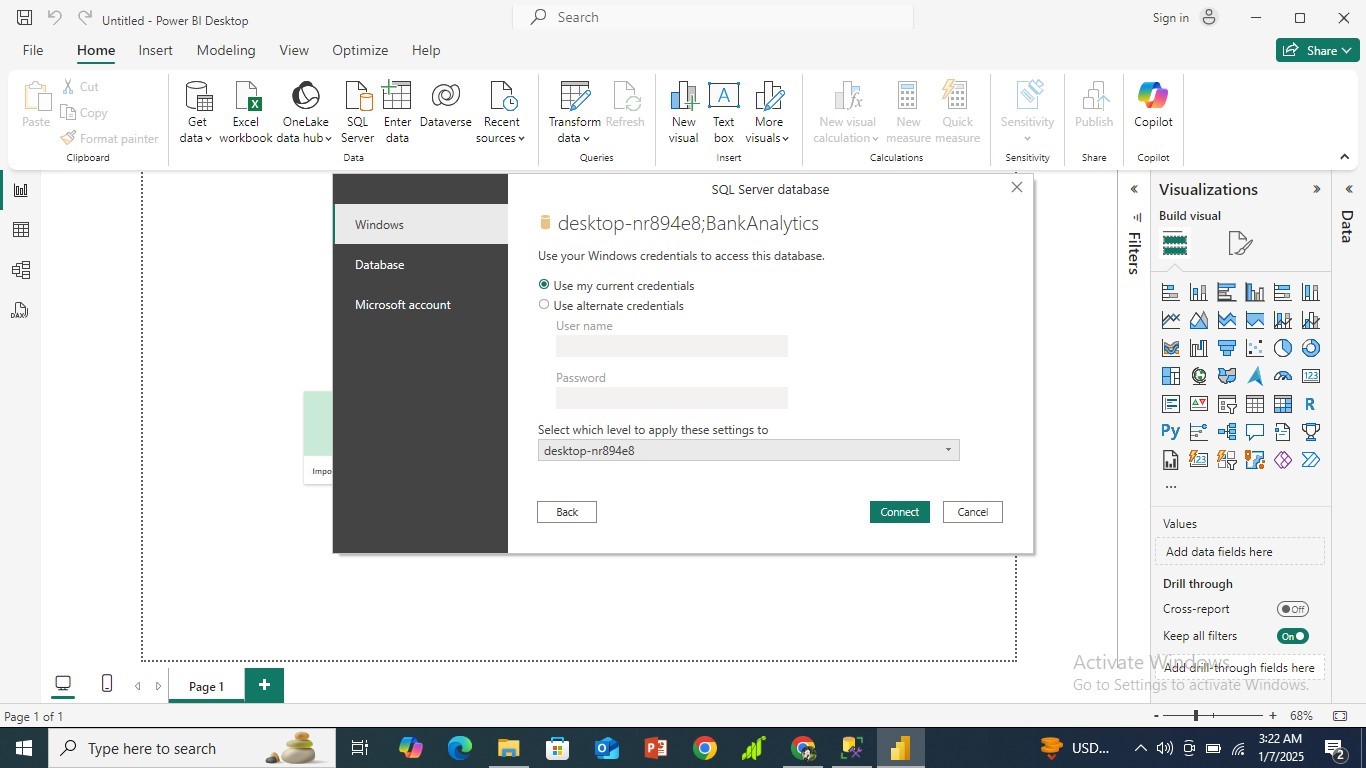 Untitled - Power BI Desktop
Search
Sign in
File Home Insert Modeling View Optimize Help
Share
Paste
Cut
Copy
Format painter
Clipboard
Get data
Excel workbook
OneLake data hub
SQL Server
Enter data
Dataverse
Recent sources
Data
Transform data
Refresh
Queries
New visual
Text box
More visuals
Insert
New visual calculation
New measure
Quick measure
Calculations
Sensitivity
Sensitivity
Publish
Share
Copilot
Copilot
SQL Server database
Windows
Database
Microsoft account
desktop-nr894e8;BankAnalytics
Use your Windows credentials to access this database.
Use my current credentials
Use alternate credentials
User name
Password
Select which level to apply these settings to
desktop-nr894e8
Back
Connect
Cancel
Impo
Filters
Visualizations
Build visual
123
R
Py
123
...
Values
Add data fields here
Drill through
Cross-report
Off
Keep all filters
On
Add drill-through fields here
Data
DAX
Activate Windows
Go to Settings to activate Windows.
Page 1
+
Page 1 of 1
- + 68%
Type here to search
USD...
3:22 AM
1/7/2025
2